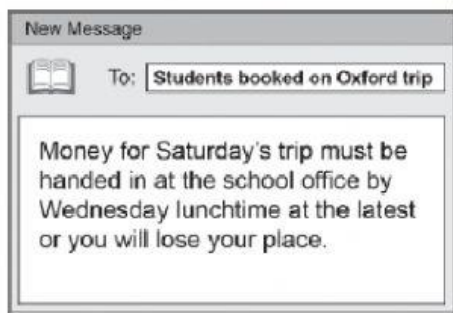 New Message
To: Students booked on Oxford trip
Money for Saturday's trip must be
handed in at the school office by
Wednesday lunchtime at the latest
or you will lose your place.